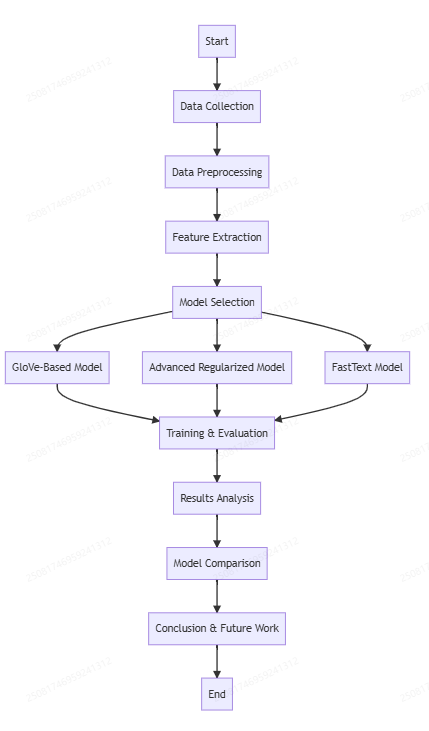 Start
Data Collection
Data Preprocessing
Feature Extraction
Model Selection
GloVe-Based Model
Advanced Regularized Model
FastText Model
Training & Evaluation
Results Analysis
Model Comparison
Conclusion & Future Work
End